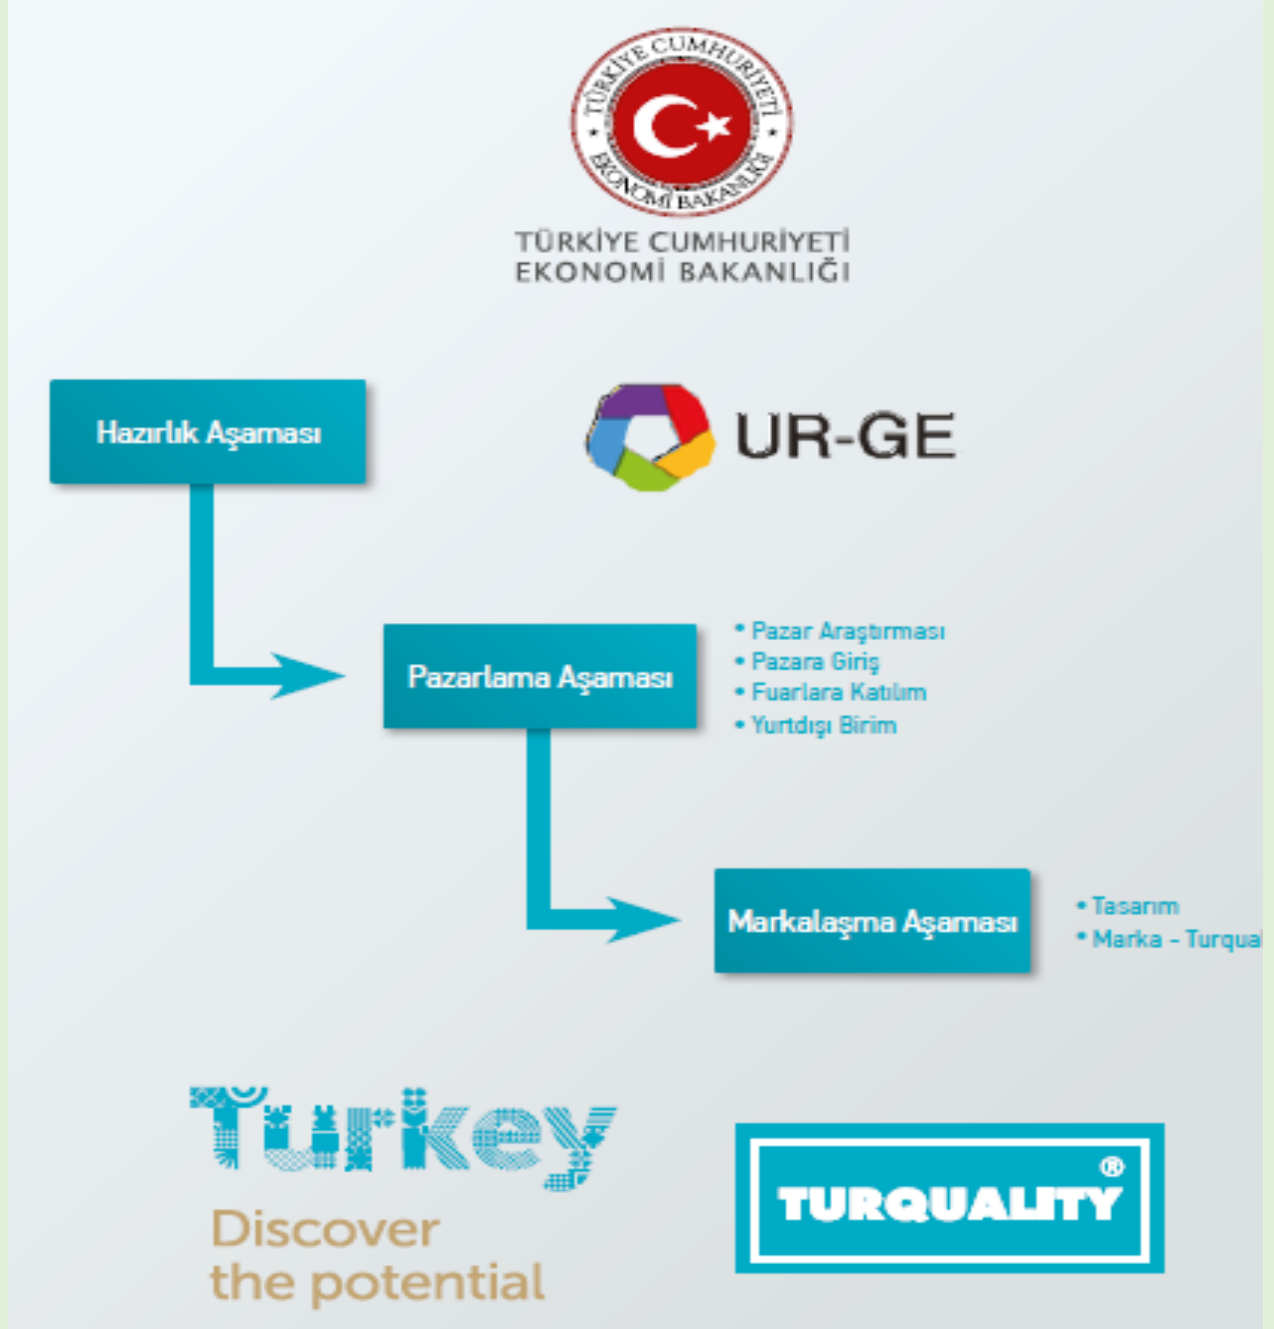 TÜRKİYE CUMHURİYETİ
EKONOMİ BAKANLIĞI
TÜRKİYE CUMHURİYETİ
EKONOMİ BAKANLIĞI
Hazırlık Aşaması
UR-GE
Pazarlama Aşaması
• Pazar Araştırması
• Pazara Giriş
• Fuarlara Katılım
• Yurtdışı Birim
Markalaşma Aşaması
• Tasarım
• Marka - Turqual
Turkey
Discover
the potential
TURQUALITY®